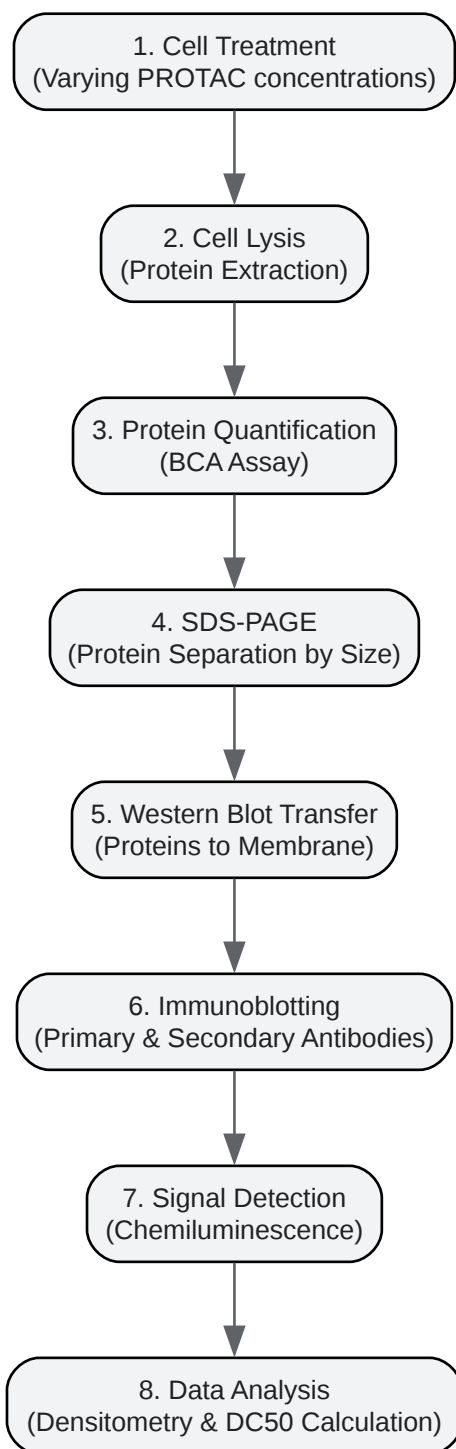 1. Cell Treatment
(Varying PROTAC concentrations)
2. Cell Lysis
(Protein Extraction)
3. Protein Quantification
(BCA Assay)
4. SDS-PAGE
(Protein Separation by Size)
5. Western Blot Transfer
(Proteins to Membrane)
6. Immunoblotting
(Primary & Secondary Antibodies)
7. Signal Detection
(Chemiluminescence)
8. Data Analysis
(Densitometry & DC50 Calculation)